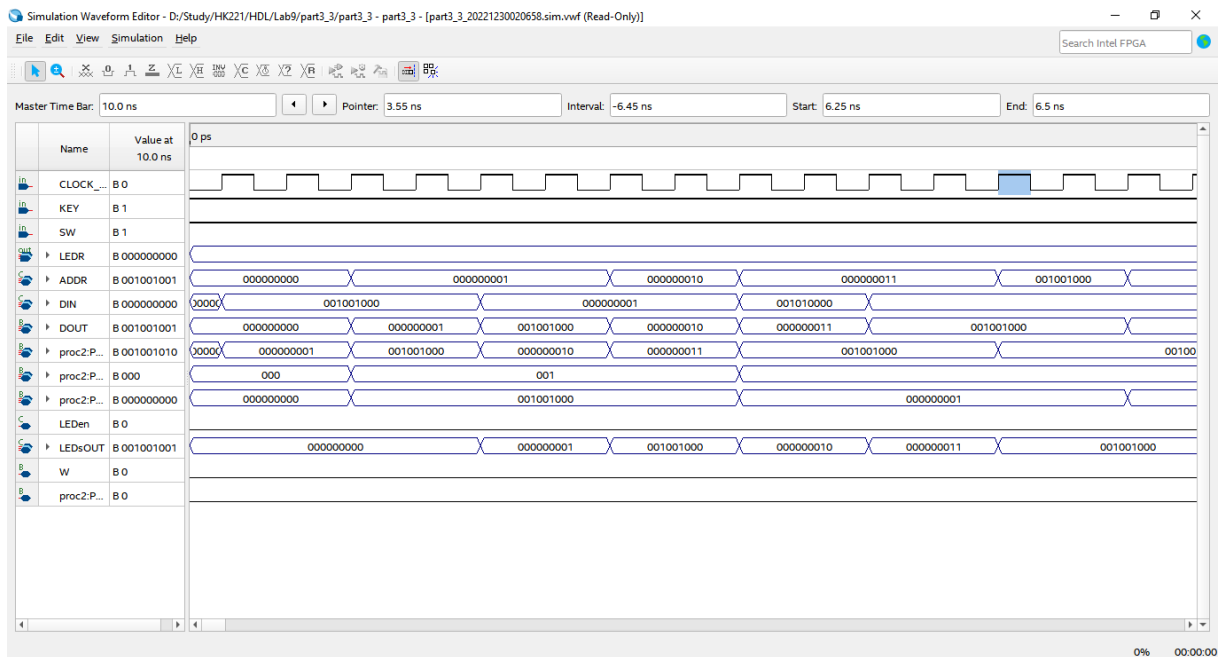 Simulation Waveform Editor - D:/Study/HK221/HDL/Lab9/part3_3/part3_3 - part3_3 - [part3_3_20221230020658.sim.vwf (Read-Only)]
File Edit View Simulation Help
Search Intel FPGA
Master Time Bar: 10.0 ns Pointer: 3.55 ns Interval: -6.45 ns Start: 6.25 ns End: 6.5 ns
Name Value at 10.0 ns 0 ps
in CLOCK_... B 0
in KEY B 1
in SW B 1
out LEDR B 000000000
C ADDR B 001001001 000000000 000000001 000000010 000000011 001001000
C DIN B 000000000 00000 001001000 000000001 001010000
B DOUT B 001001001 000000000 000000001 001001000 000000010 000000011 001001000
B proc2:P... B 001001010 00000 000000001 001001000 000000010 000000011 001001000 00100
B proc2:P... B 000 000 001
B proc2:P... B 000000000 000000000 001001000 000000001
C LEDen B 0
C LEDsOUT B 001001001 000000000 000000001 001001000 000000010 000000011 001001000
B W B 0
B proc2:P... B 0
0% 00:00:00